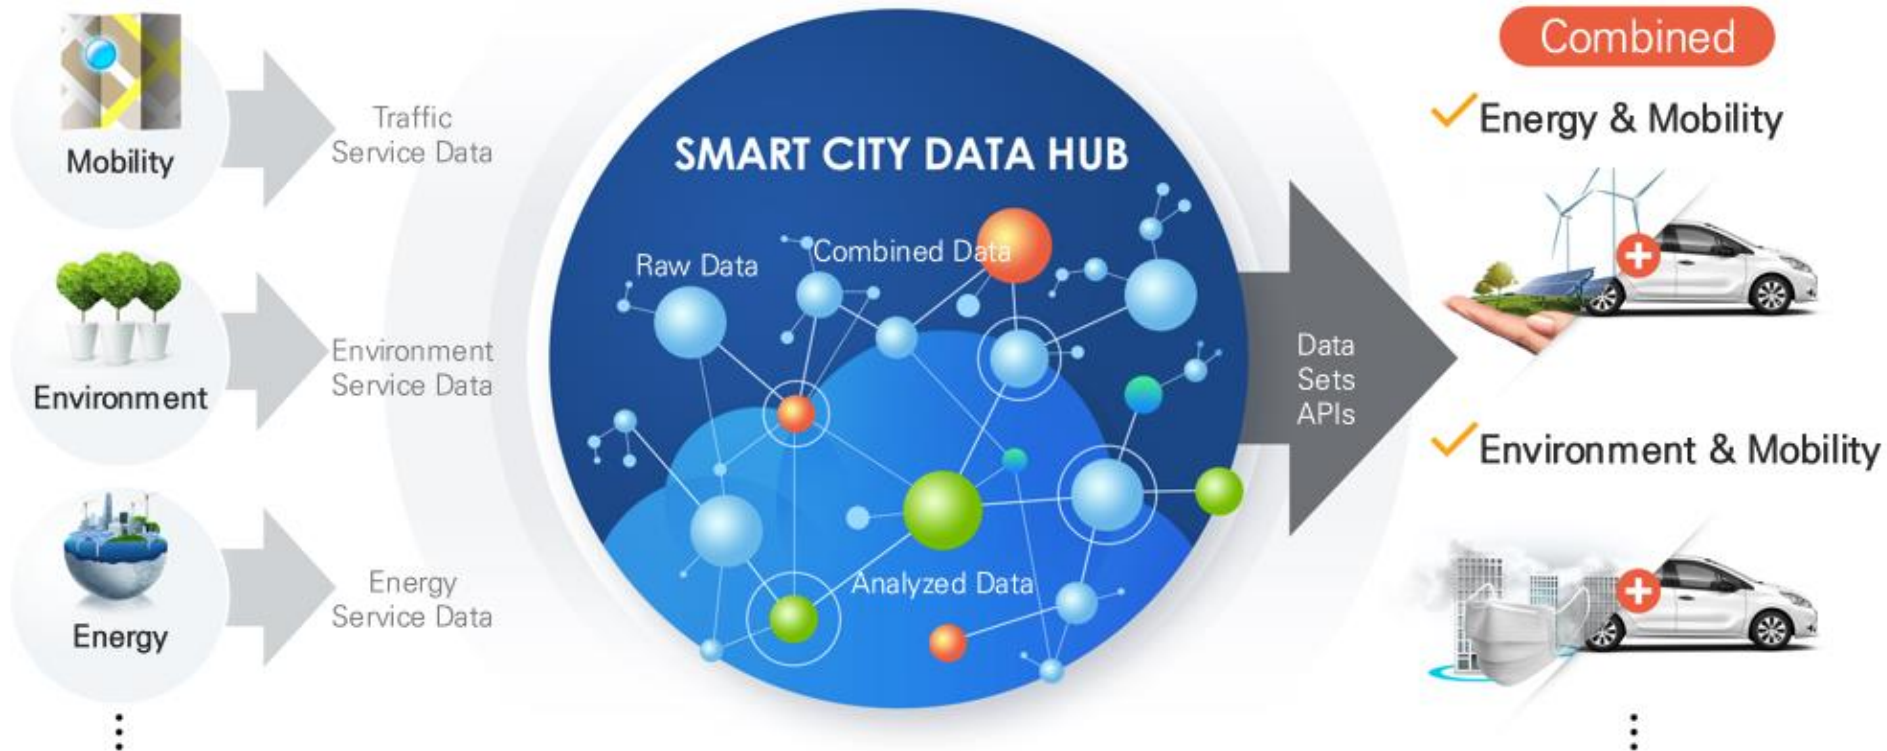 Mobility
Traffic
Service Data
Environment
Environment
Service Data
Energy
Energy
Service Data
SMART CITY DATA HUB
Raw Data
Combined Data
Analyzed Data
Data
Sets
APIs
Combined
Energy & Mobility
Environment & Mobility